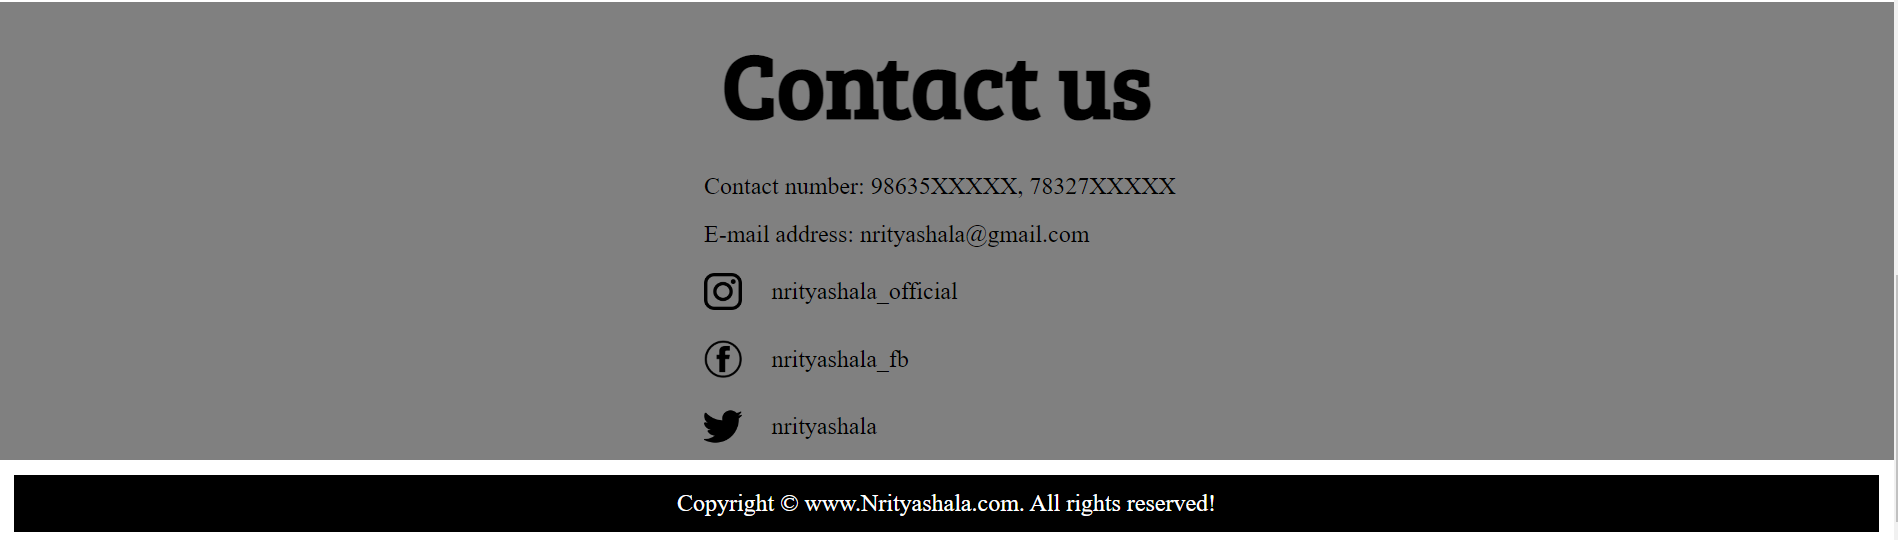 Contact us
Contact number: 98635XXXXX, 78327XXXXX
E-mail address: nrityashala@gmail.com
nrityashala_official
nrityashala_fb
nrityashala
Copyright © www.Nrityashala.com. All rights reserved!